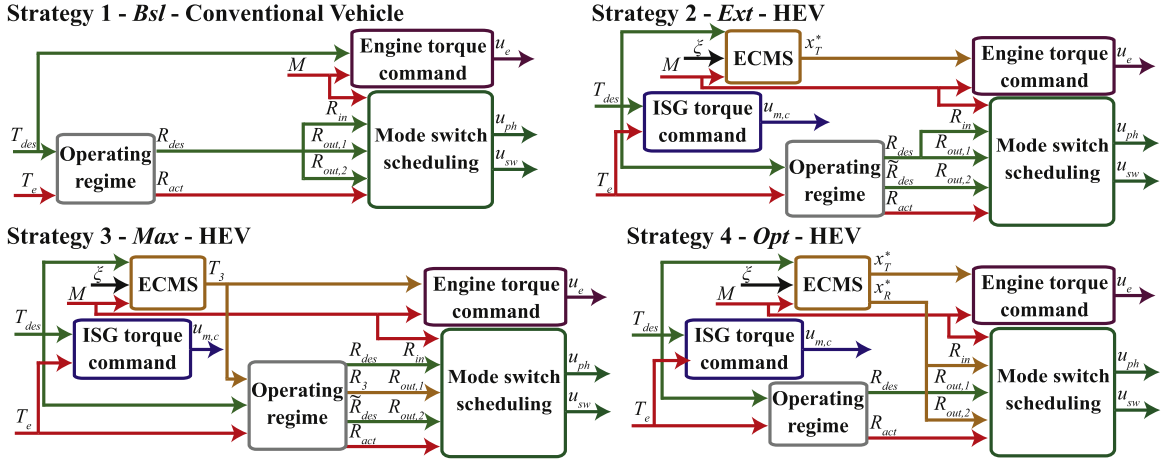 Strategy 1 - Bsl - Conventional Vehicle
Engine torque
command
u_e
M
R_in
T_des
Operating
regime
R_des
R_out,1
R_out,2
Mode switch
scheduling
u_ph
u_sw
T_e
R_act
Strategy 2 - Ext - HEV
ξ
ECMS
x_T^*
M
Engine torque
command
u_e
T_des
ISG torque
command
u_m,c
R_in
R_des
R_out,1
Operating
regime
R̃_des
R_out,2
R_act
Mode switch
scheduling
u_ph
u_sw
T_e
Strategy 3 - Max - HEV
ξ
ECMS
T_3
M
Engine torque
command
u_e
T_des
ISG torque
command
u_m,c
R_des
R_in
Operating
regime
R_3
R_out,1
R̃_des
R_out,2
R_act
Mode switch
scheduling
u_ph
u_sw
T_e
Strategy 4 - Opt - HEV
ξ
ECMS
x_T^*
x_R^*
M
Engine torque
command
u_e
T_des
ISG torque
command
u_m,c
R_in
R_des
R_out,1
Operating
regime
R_out,2
R_act
Mode switch
scheduling
u_ph
u_sw
T_e